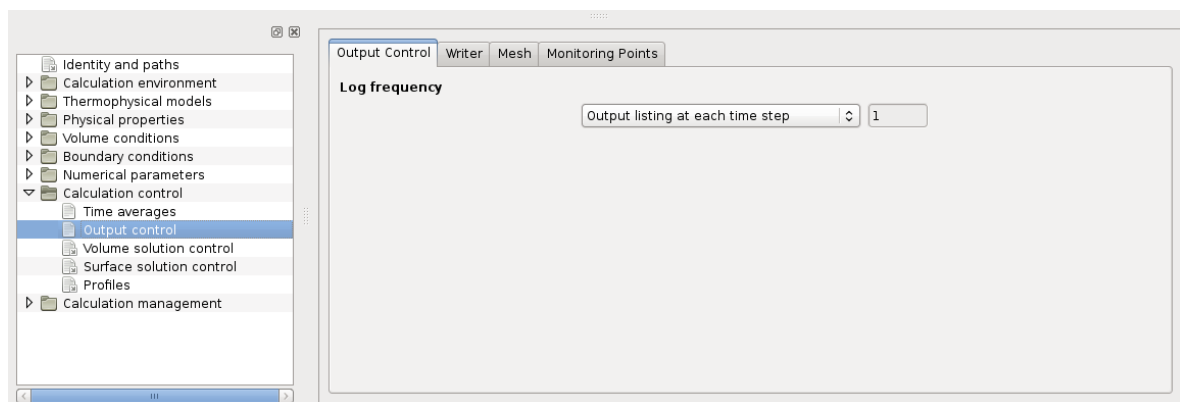 Identity and paths
Calculation environment
Thermophysical models
Physical properties
Volume conditions
Boundary conditions
Numerical parameters
Calculation control
Time averages
Output control
Volume solution control
Surface solution control
Profiles
Calculation management
Output Control Writer Mesh Monitoring Points
Log frequency
Output listing at each time step 1